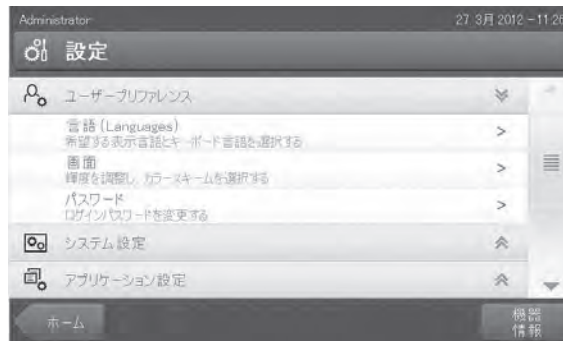 Administrator
27 3月 2012 - 11:26
設定
ユーザープリファレンス
言語 (Languages)
希望する表示言語とキーボード言語を選択する
画面
輝度を調整し、カラースキームを選択する
パスワード
ログインパスワードを変更する
システム設定
アプリケーション設定
ホーム
機器
情報